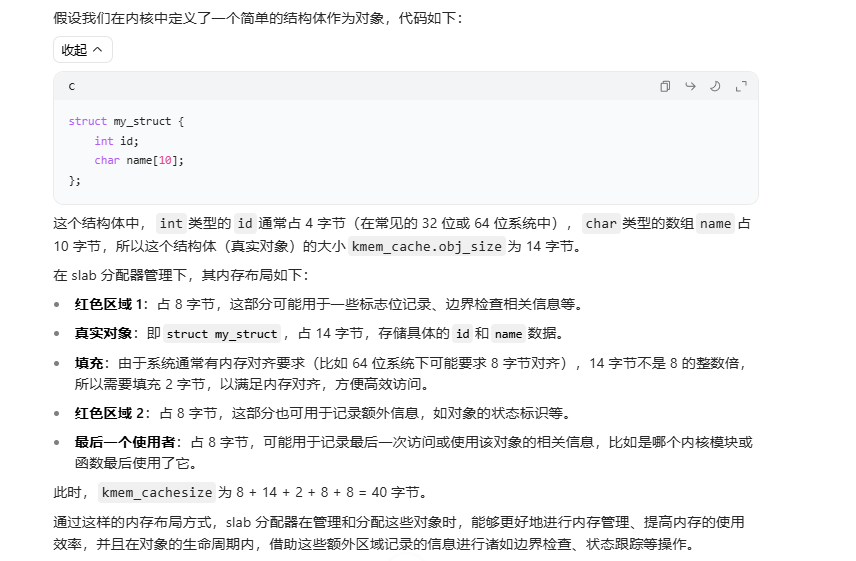 假设我们在内核中定义了一个简单的结构体作为对象，代码如下：
收起
c
struct my_struct {
    int id;
    char name[10];
};
这个结构体中， int 类型的 id 通常占 4 字节（在常见的 32 位或 64 位系统中）， char 类型的数组 name 占
10 字节，所以这个结构体（真实对象）的大小 kmem_cache.obj_size 为 14 字节。
在 slab 分配器管理下，其内存布局如下：
• 红色区域 1：占 8 字节，这部分可能用于一些标志位记录、边界检查相关信息等。
• 真实对象：即 struct my_struct ，占 14 字节，存储具体的 id 和 name 数据。
• 填充：由于系统通常有内存对齐要求（比如 64 位系统下可能要求 8 字节对齐），14 字节不是 8 的整数倍，
所以需要填充 2 字节，以满足内存对齐，方便高效访问。
• 红色区域 2：占 8 字节，这部分也可用于记录额外信息，如对象的状态标识等。
• 最后一个使用者：占 8 字节，可能用于记录最后一次访问或使用该对象的相关信息，比如是哪个内核模块或
函数最后使用了它。
此时， kmem_cachesize 为 8 + 14 + 2 + 8 + 8 = 40 字节。
通过这样的内存布局方式，slab 分配器在管理和分配这些对象时，能够更好地进行内存管理、提高内存的使用
效率，并且在对象的生命周期内，借助这些额外区域记录的信息进行诸如边界检查、状态跟踪等操作。